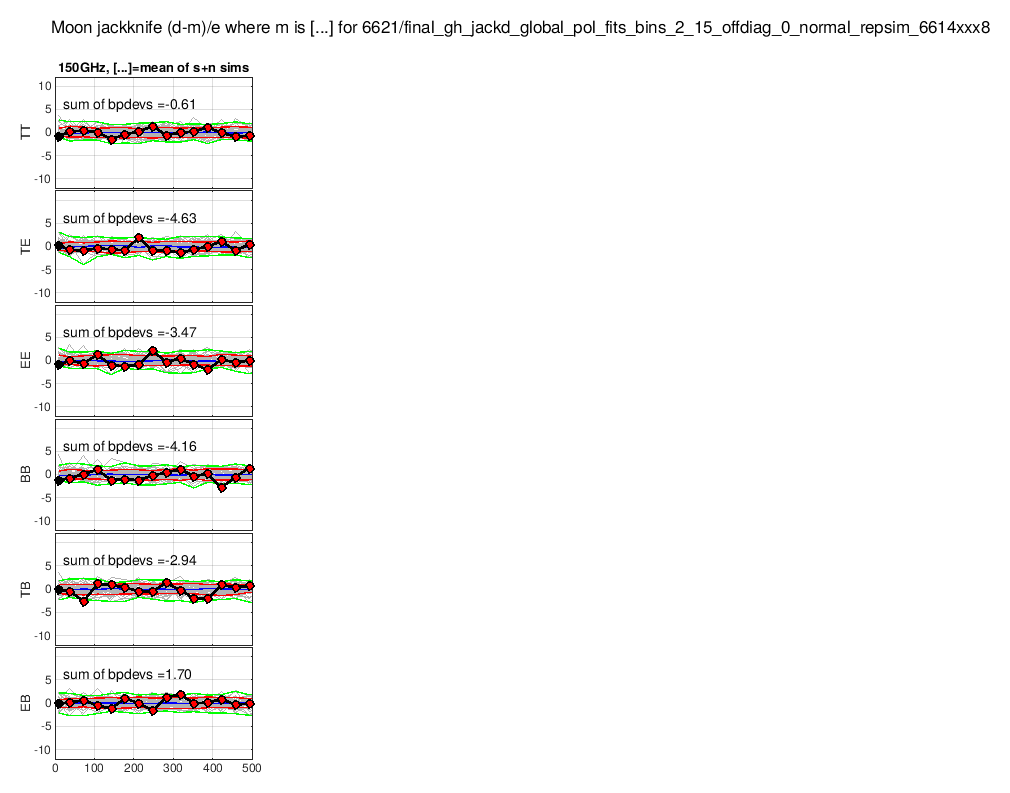 Moon jackknife (d-m)/e where m is [...] for 6621/final_gh_jackd_global_pol_fits_bins_2_15_offdiag_0_normal_repsim_6614xxx8
150GHz, [...]=mean of s+n sims
10
5
0
-5
-10
TT
sum of bpdevs =-0.61
5
0
-5
-10
TE
sum of bpdevs =-4.63
5
0
-5
-10
EE
sum of bpdevs =-3.47
5
0
-5
-10
BB
sum of bpdevs =-4.16
5
0
-5
-10
TB
sum of bpdevs =-2.94
5
0
-5
-10
EB
sum of bpdevs =1.70
0 100 200 300 400 500